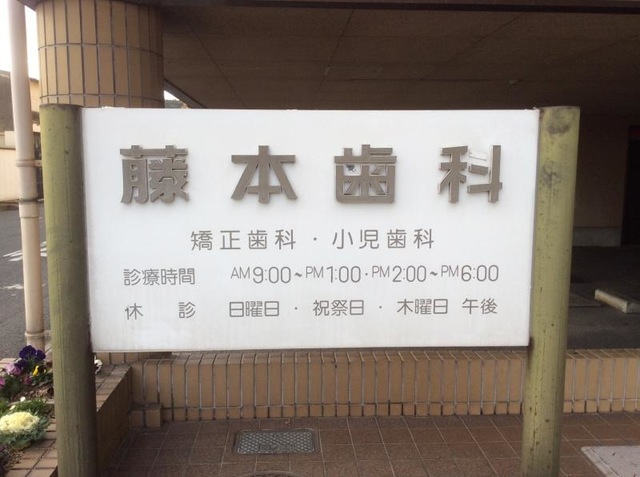 藤本歯科
矯正歯科・小児歯科
診療時間 AM9:00~PM1:00・PM2:00~PM6:00
休診 日曜日・祝祭日・木曜日 午後